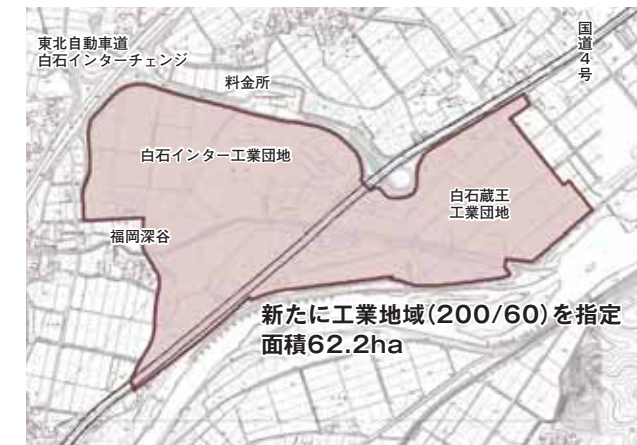 東北自動車道
白石インターチェンジ
国道4号
料金所
白石インター工業団地
白石蔵王
工業団地
福岡深谷
新たに工業地域(200/60)を指定
面積62.2ha